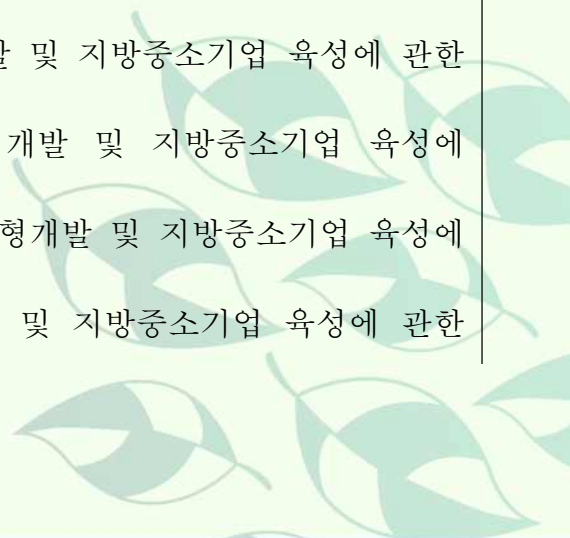 및 지방중소기업 육성에 관한
개발 및 지방중소기업 육성에
형개발 및 지방중소기업 육성에
및 지방중소기업 육성에 관한